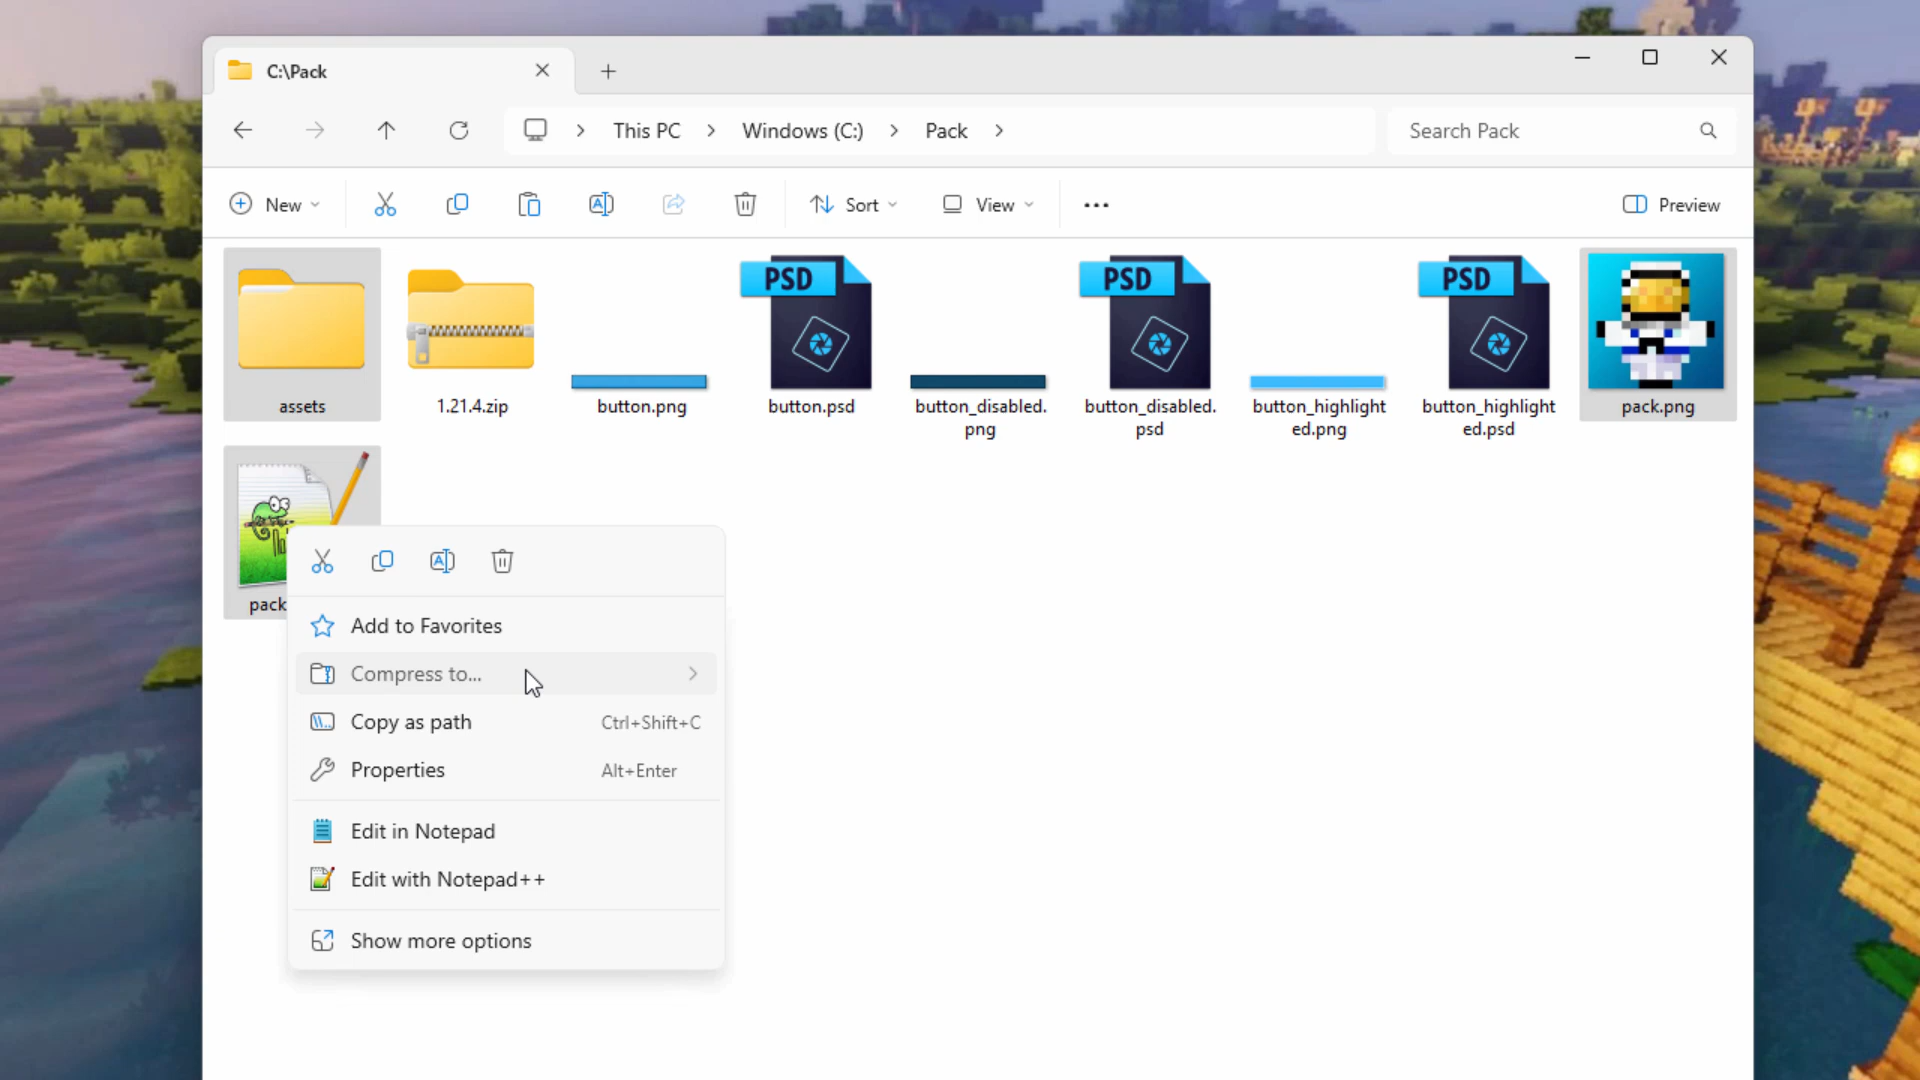 C:\Pack
This PC
Windows (C:)
Pack
Search Pack
New
Sort
View
Preview
PSD
PSD
PSD
assets
1.21.4.zip
button.png
button.psd
button_disabled.
png
button_disabled.
psd
button_highlight
ed.png
button_highlight
ed.psd
pack.png
pack
Add to Favorites
Compress to...
Copy as path Ctrl+Shift+C
Properties Alt+Enter
Edit in Notepad
Edit with Notepad++
Show more options